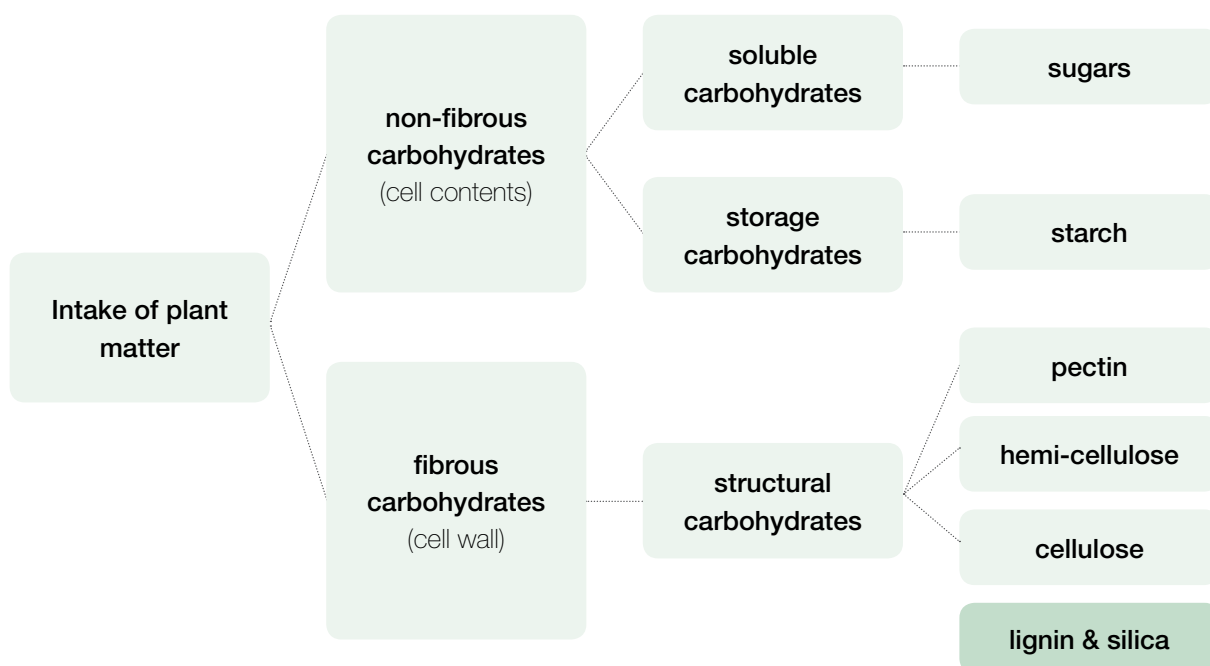 Intake of plant
matter
non-fibrous
carbohydrates
(cell contents)
fibrous
carbohydrates
(cell wall)
soluble
carbohydrates
storage
carbohydrates
structural
carbohydrates
sugars
starch
pectin
hemi-cellulose
cellulose
lignin & silica